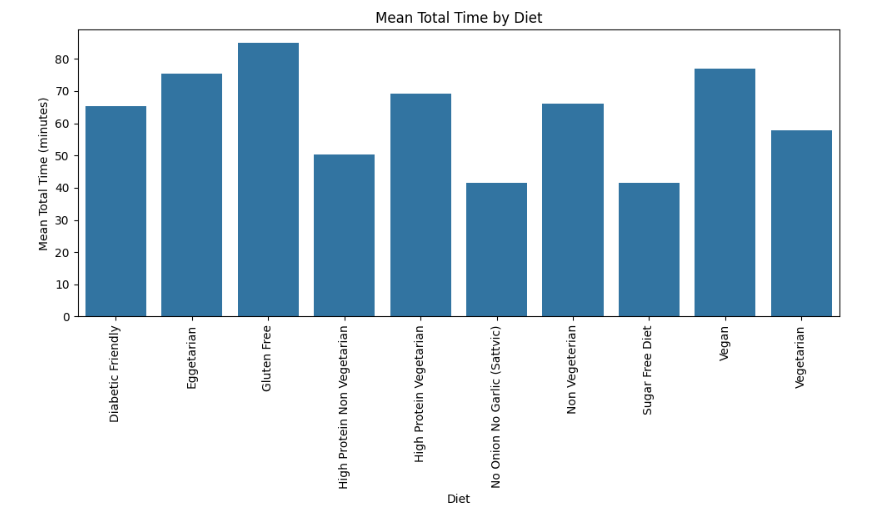 Mean Total Time by Diet
Mean Total Time (minutes)
80
70
60
50
40
30
20
10
0
Diabetic Friendly
Eggetarian
Gluten Free
High Protein Non Vegetarian
High Protein Vegetarian
No Onion No Garlic (Sattvic)
Non Vegeterian
Sugar Free Diet
Vegan
Vegetarian
Diet